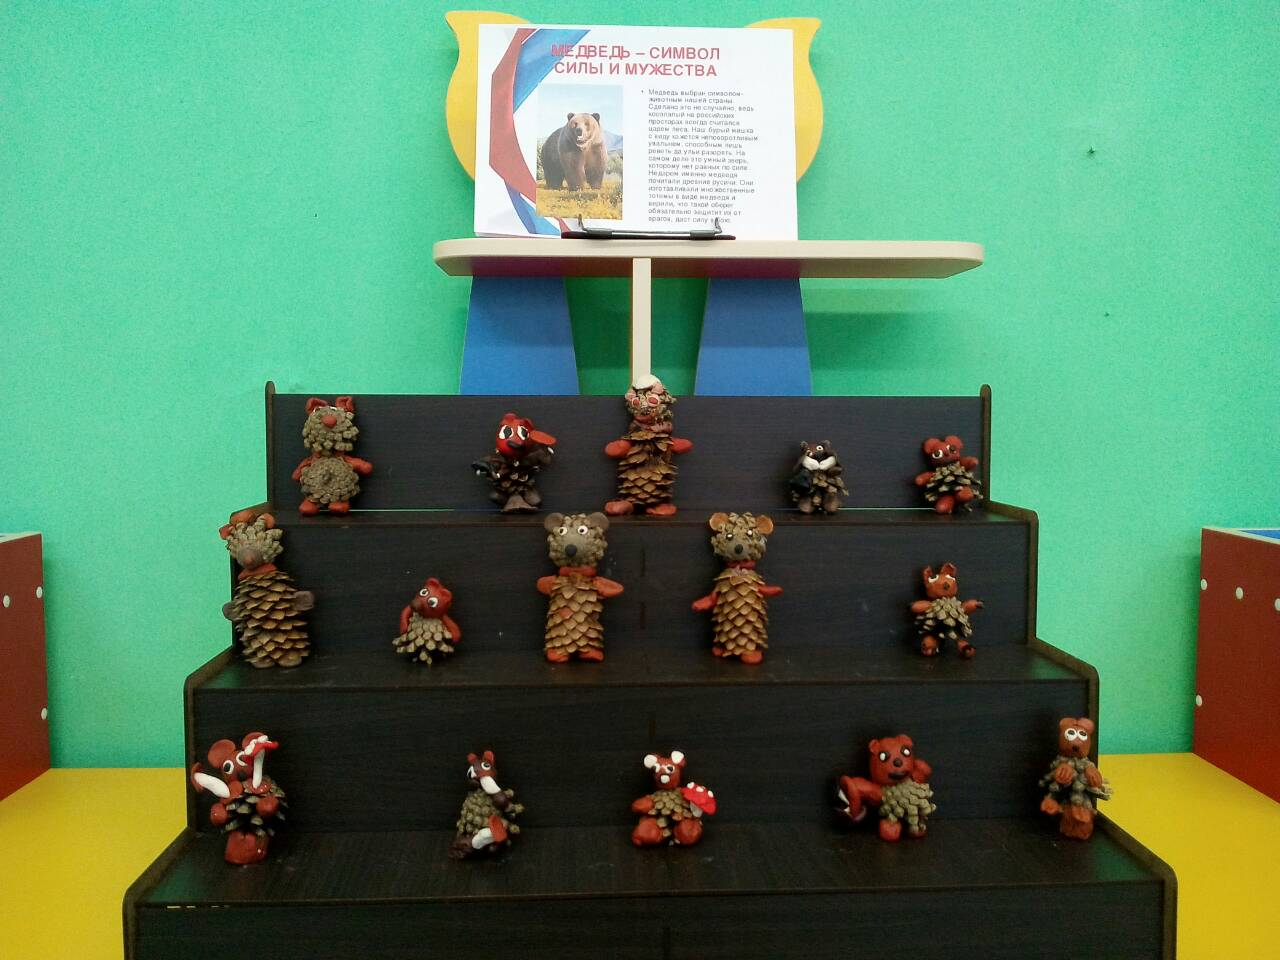 МЕДВЕДЬ – СИМВОЛ
СИЛЫ И МУЖЕСТВА
• Медведь выбран символом-
животным нашей страны.
Сделано это не случайно, ведь
косолапый на российских
просторах всегда считался
царем леса. Наш бурый мишка
с виду кажется неповоротливым
увальнем, способным лишь
реветь да ульи разорять. На
самом деле это умный зверь,
которому нет равных по силе.
Недаром именно медведя
почитали древние русичи. Они
изготавливали множественные
тотемы в виде медведя и
верили, что такой оберег
обязательно защитит их от
врагов, даст силу в бою.